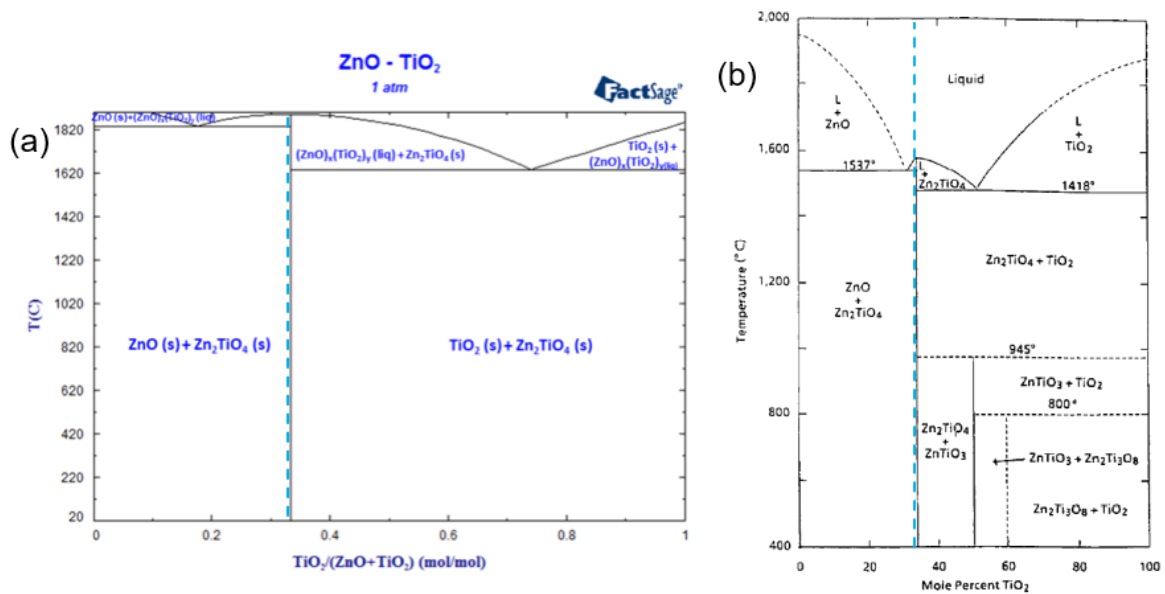 (a)
ZnO - TiO₂
1 atm
FactSage®
ZnO (s)+(ZnO)ₓ(TiO₂)ᵧ(liq)
(ZnO)ₓ(TiO₂)ᵧ(liq) + Zn₂TiO₄(s)
TiO₂(s) +
(ZnO)ₓ(TiO₂)ᵧ(liq)
ZnO (s) + Zn₂TiO₄ (s)
TiO₂ (s) + Zn₂TiO₄ (s)
T(C)
1820
1620
1420
1220
1020
820
620
420
220
20
0
0.2
0.4
0.6
0.8
1
TiO₂/(ZnO+TiO₂) (mol/mol)
(b)
2,000
1,600
1,200
800
400
Temperature (°C)
Liquid
L
+
ZnO
L
+
TiO₂
1537°
L
+
Zn₂TiO₄
1418°
Zn₂TiO₄ + TiO₂
ZnO
+
Zn₂TiO₄
945°
ZnTiO₃ + TiO₂
800°
Zn₂TiO₄
+
ZnTiO₃
ZnTiO₃ + Zn₂Ti₃O₈
Zn₂Ti₃O₈ + TiO₂
0
20
40
60
80
100
Mole Percent TiO₂